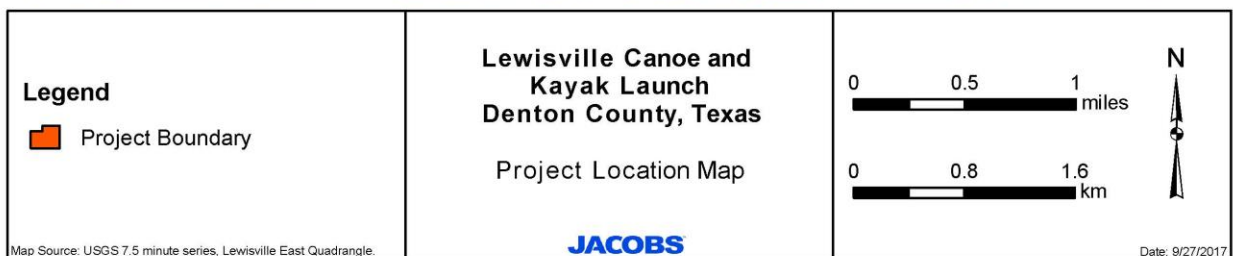 Legend
Project Boundary
Map Source: USGS 7.5 minute series, Lewisville East Quadrangle.
Lewisville Canoe and
Kayak Launch
Denton County, Texas
Project Location Map
JACOBS
0 0.5 1
miles
0 0.8 1.6
km
N
Date: 9/27/2017